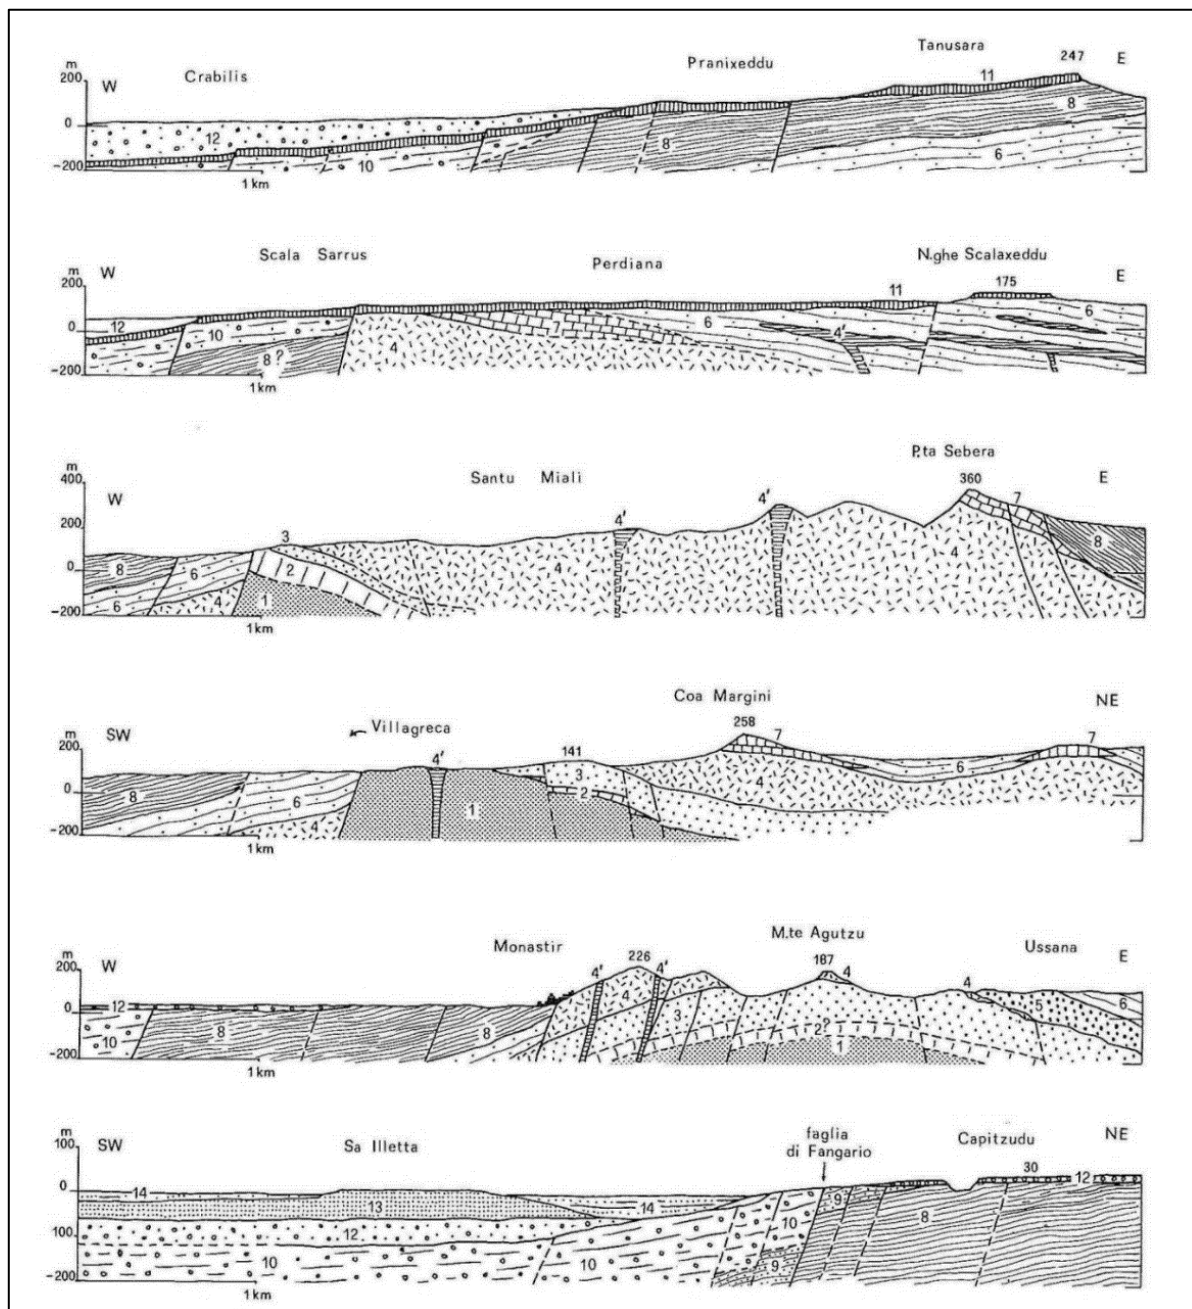 Tanusara
247 E
Pranixeddu
m
200 W Crabilis
11
8
0
12
8
6
-200
10
1 km
Scala Sarrus
N.ghe Scalaxeddu
Perdiana
m W 175 E
200
11
6
12
0
10
7
6
4'
8?
4
-200
1 km
P.ta Sebera
m
400 W Santu Miali 360 E
4' 4' 7
200
3
8
6
2
4
4
8
0
6
4
1
-200
1 km
Coa Margini
m SW Villagreca 258 NE
200
4' 141 7 7
3
6
8
0
6
2
4
1
4
-200
1 km
M.te Agutzu
Monastir Ussana
m W 226 187 E
200
4' 4' 4 4
12
4
5
6
0
8
8
3
2?
10
1
-200
1 km
m SW Sa Illetta faglia di Fangario Capitzudu NE
100
30 12
0
14
13
14
9
10
8
12
100
10
10
9
-200
1 km